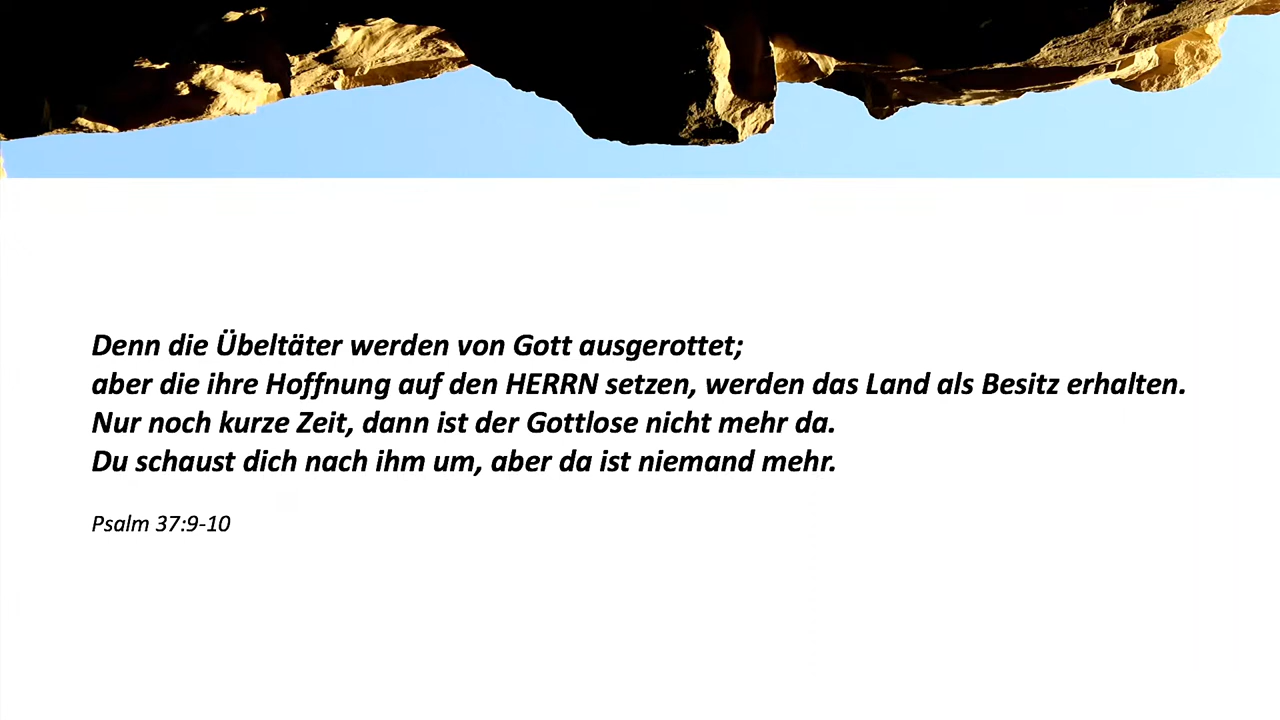 Denn die Übeltäter werden von Gott ausgerottet;
aber die ihre Hoffnung auf den HERRN setzen, werden das Land als Besitz erhalten.
Nur noch kurze Zeit, dann ist der Gottlose nicht mehr da.
Du schaust dich nach ihm um, aber da ist niemand mehr.
Psalm 37:9-10